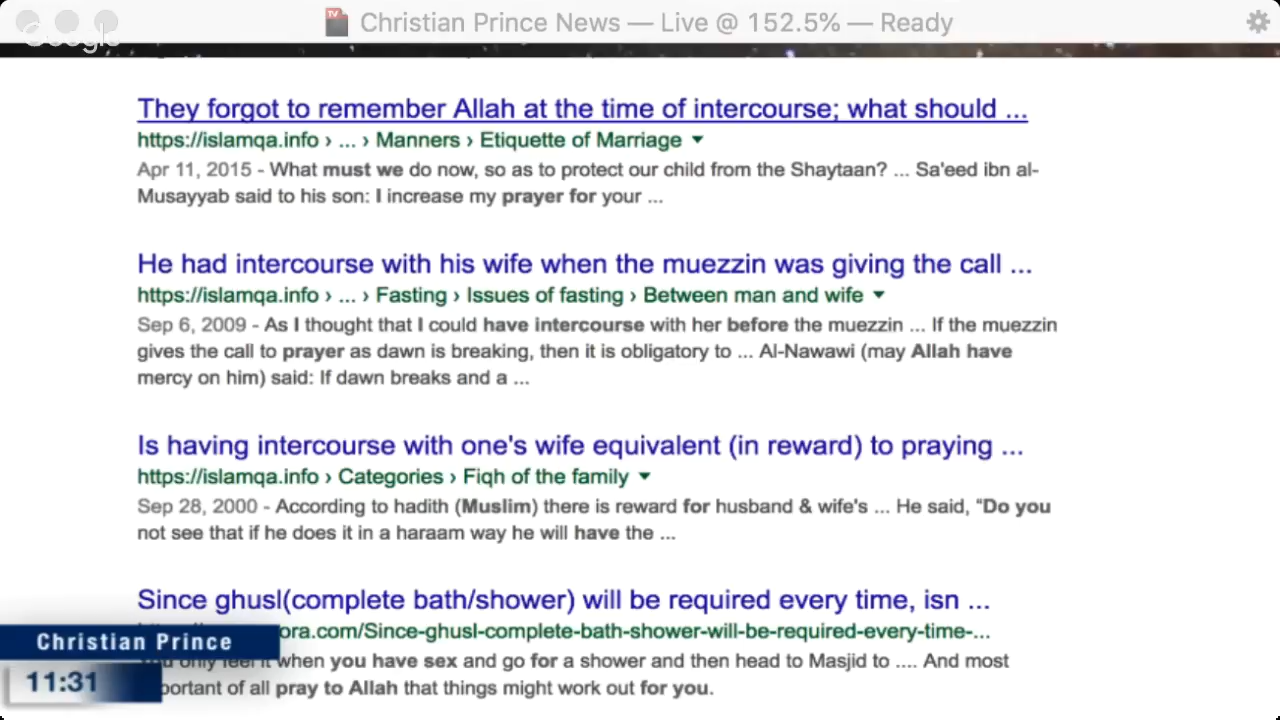 Christian Prince News — Live @ 152.5% — Ready
Google
They forgot to remember Allah at the time of intercourse; what should ...
https://islamqa.info › ... › Manners › Etiquette of Marriage
Apr 11, 2015 - What must we do now, so as to protect our child from the Shaytaan? ... Sa'eed ibn al-
Musayyab said to his son: I increase my prayer for your ...
He had intercourse with his wife when the muezzin was giving the call ...
https://islamqa.info › ... › Fasting › Issues of fasting › Between man and wife
Sep 6, 2009 - As I thought that I could have intercourse with her before the muezzin ... If the muezzin
gives the call to prayer as dawn is breaking, then it is obligatory to ... Al-Nawawi (may Allah have
mercy on him) said: If dawn breaks and a ...
Is having intercourse with one's wife equivalent (in reward) to praying ...
https://islamqa.info › Categories › Fiqh of the family
Sep 28, 2000 - According to hadith (Muslim) there is reward for husband & wife's ... He said, “Do you
not see that if he does it in a haraam way he will have the ...
Since ghusl(complete bath/shower) will be required every time, isn ...
ora.com/Since-ghusl-complete-bath-shower-will-be-required-every-time-...
Christian Prince
You only feel it when you have sex and go for a shower and then head to Masjid to .... And most
11:31
portant of all pray to Allah that things might work out for you.